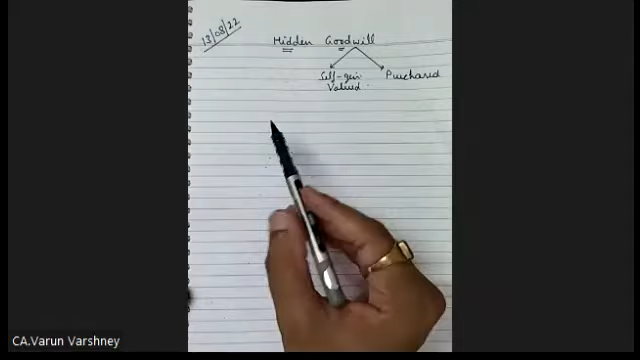 13/08/22
Hidden Goodwill
Self-gen Purchased
Valued
CA.Varun Varshney